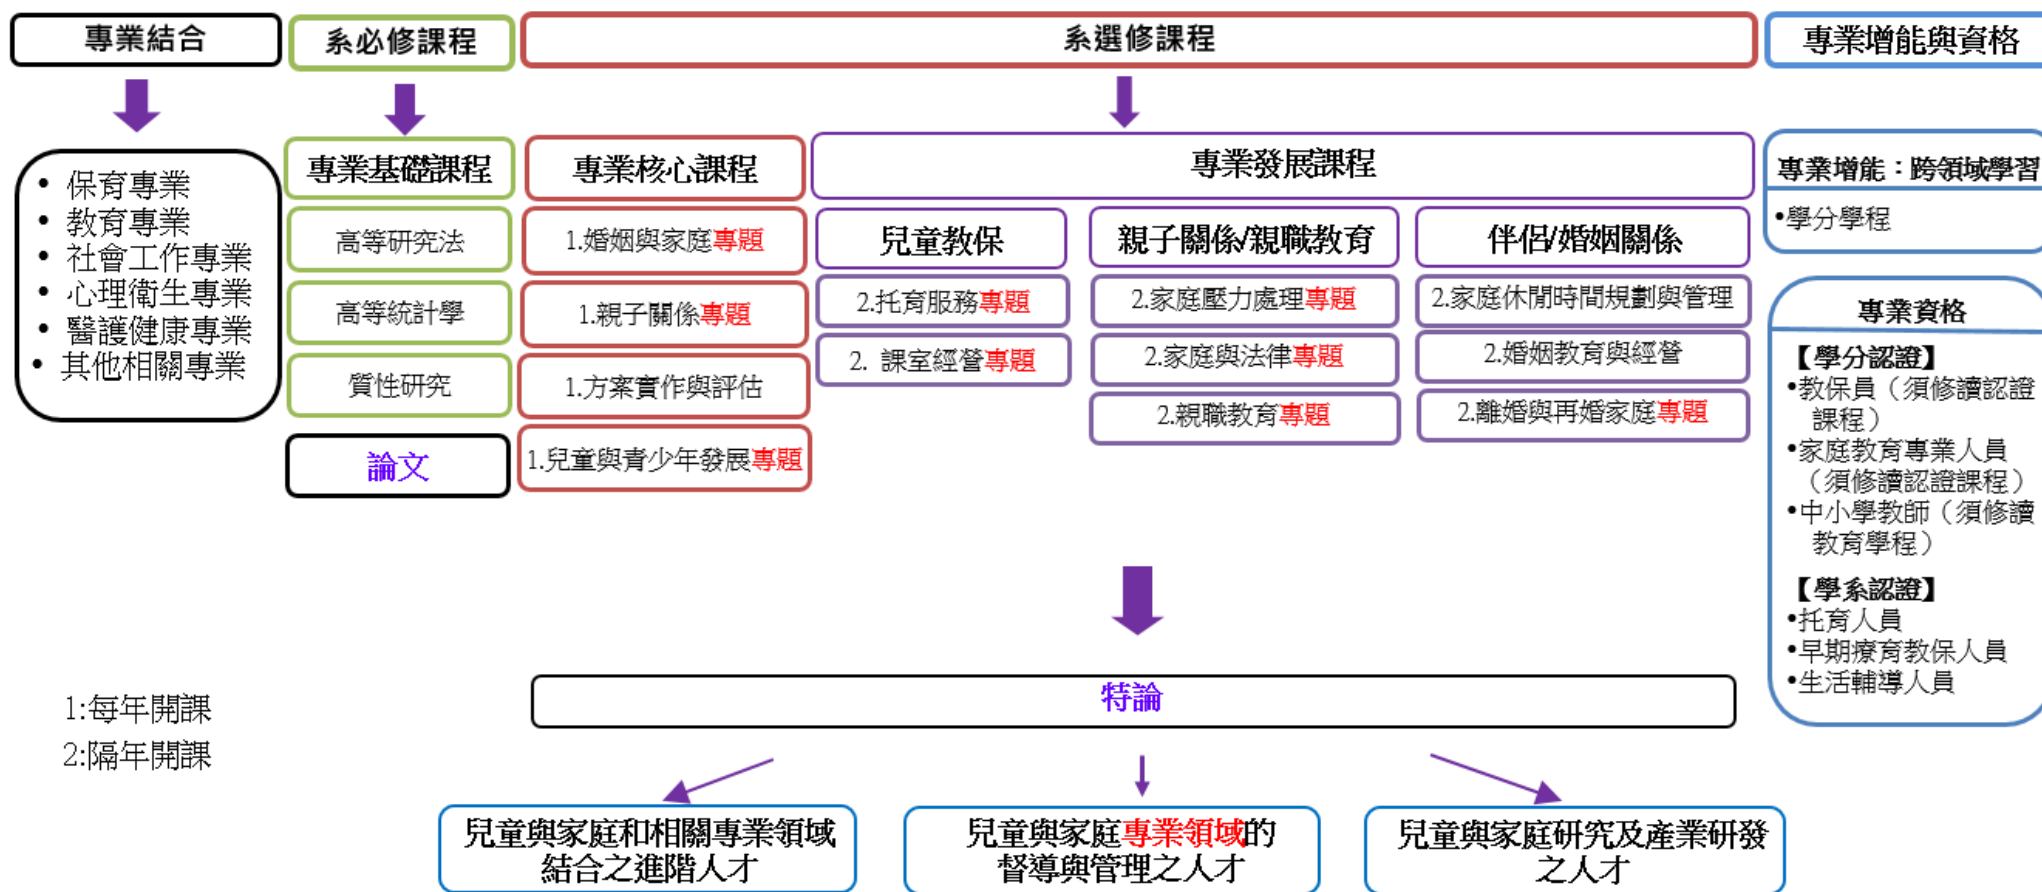 專業結合
系必修課程
系選修課程
專業增能與資格
• 保育專業
• 教育專業
• 社會工作專業
• 心理衛生專業
• 醫護健康專業
• 其他相關專業
專業基礎課程
高等研究法
高等統計學
質性研究
論文
專業核心課程
1.婚姻與家庭專題
1.親子關係專題
1.方案實作與評估
1.兒童與青少年發展專題
專業發展課程
兒童教保
2.托育服務專題
2. 課室經營專題
親子關係/親職教育
2.家庭壓力處理專題
2.家庭與法律專題
2.親職教育專題
伴侶/婚姻關係
2.家庭休閒時間規劃與管理
2.婚姻教育與經營
2.離婚與再婚家庭專題
專業增能：跨領域學習
•學分學程
專業資格
【學分認證】
•教保員（須修讀認證
課程）
•家庭教育專業人員
（須修讀認證課程）
•中小學教師（須修讀
教育學程）
【學系認證】
•托育人員
•早期療育教保人員
•生活輔導人員
特論
1:每年開課
2:隔年開課
兒童與家庭和相關專業領域
結合之進階人才
兒童與家庭專業領域的
督導與管理之人才
兒童與家庭研究及產業研發
之人才